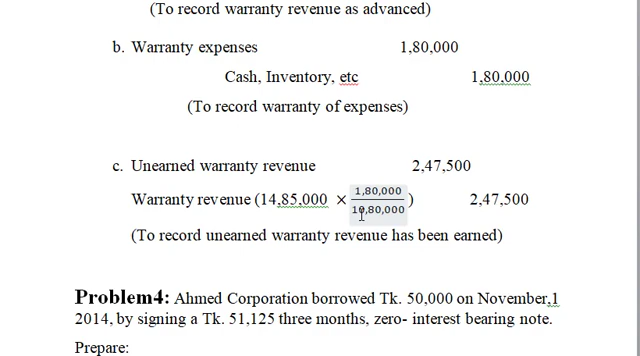 (To record warranty revenue as advanced)
b. Warranty expenses 1,80,000
Cash, Inventory, etc 1,80,000
(To record warranty of expenses)
c. Unearned warranty revenue 2,47,500
Warranty revenue (14,85,000 × 1,80,000/10,80,000) 2,47,500
(To record unearned warranty revenue has been earned)
Problem4: Ahmed Corporation borrowed Tk. 50,000 on November,1
2014, by signing a Tk. 51,125 three months, zero- interest bearing note.
Prepare: